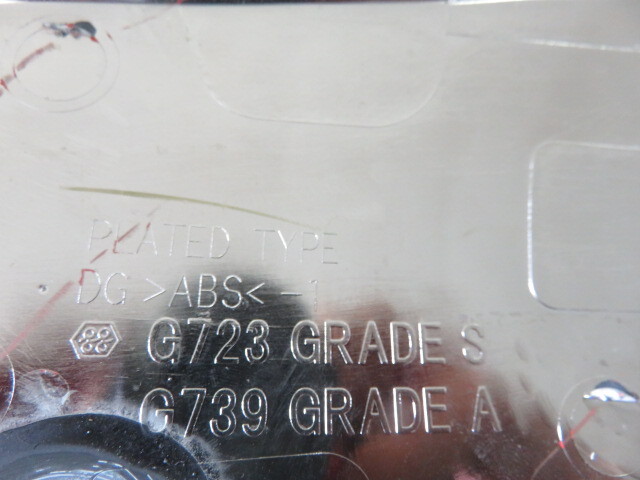 PLATED TYPE
DG >ABS< -1
G723 GRADE S
G739 GRADE A